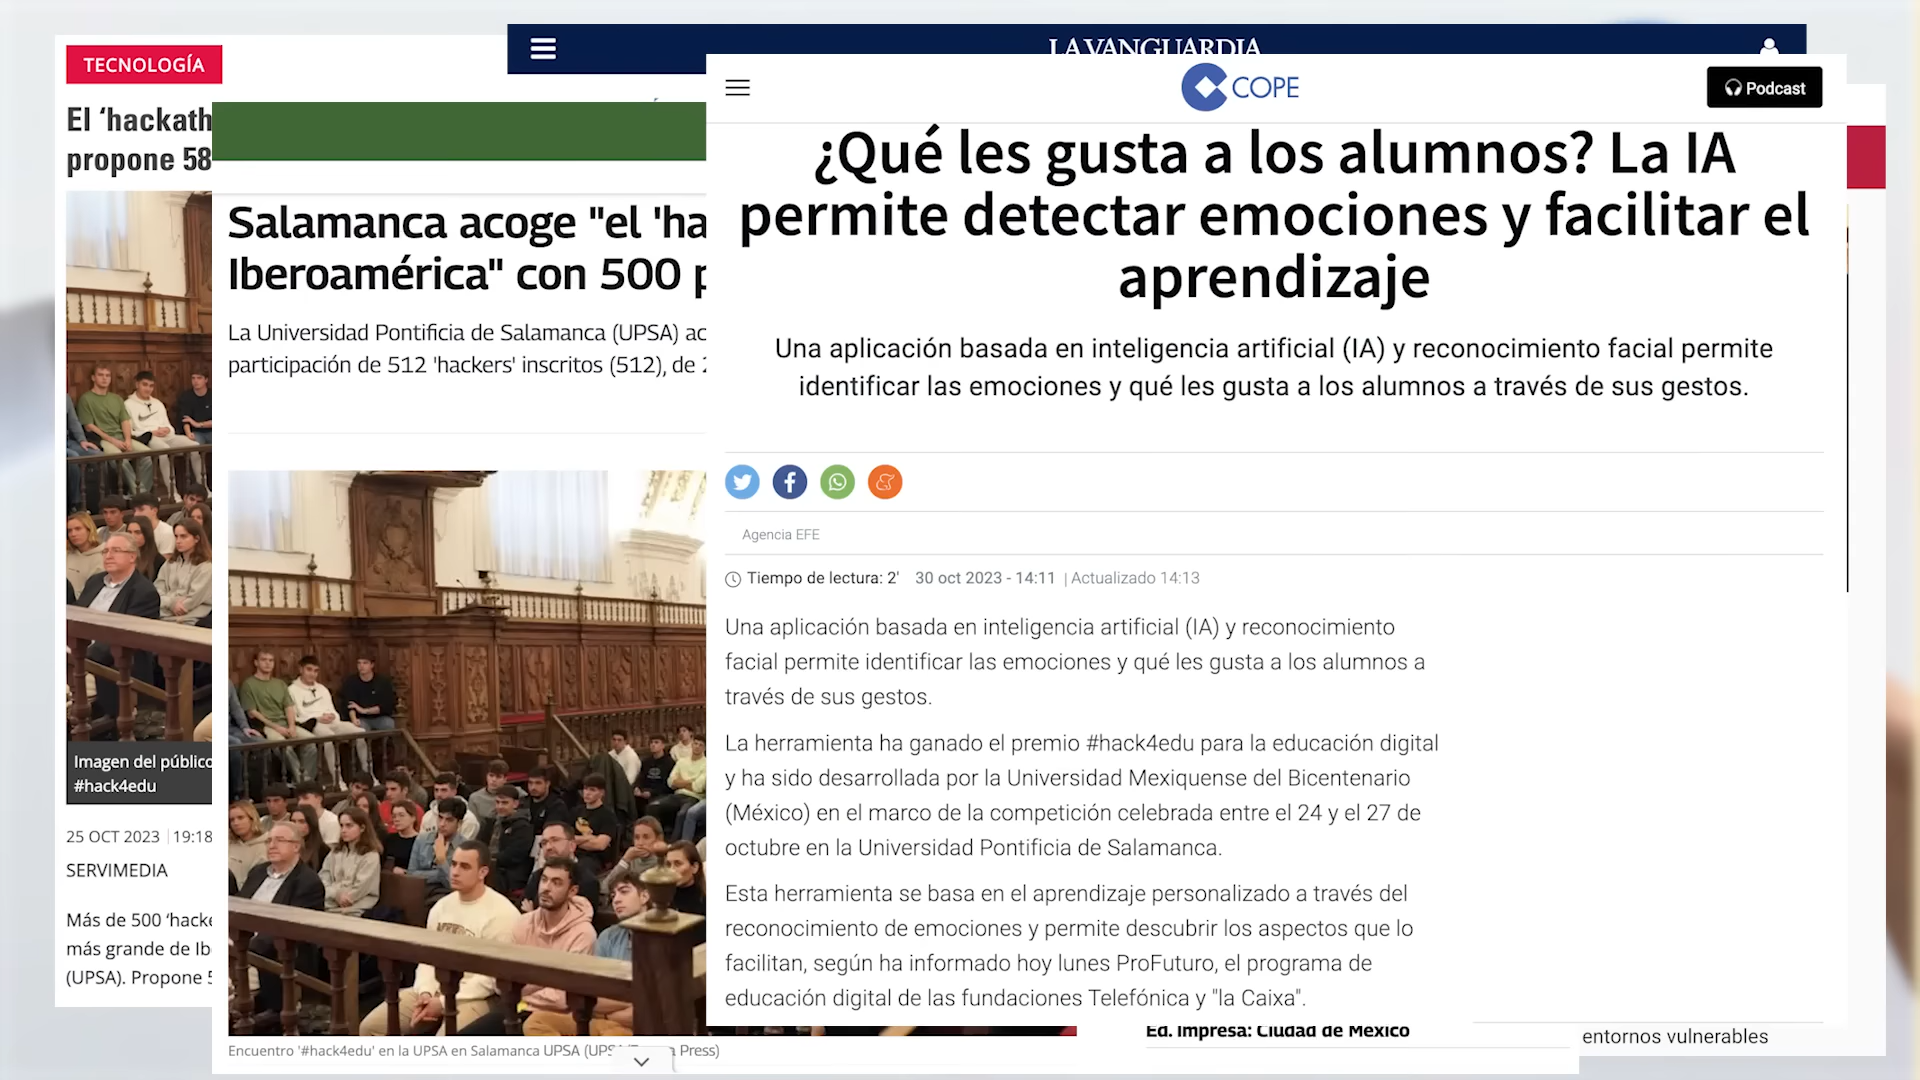 TECNOLOGÍA
El ‘hackath
propone 58
Imagen del público
#hack4edu
25 OCT 2023 | 19:18
SERVIMEDIA
Más de 500 ‘hacke
más grande de Ib
(UPSA). Propone 5
Salamanca acoge "el 'ha
Iberoamérica" con 500 p
La Universidad Pontificia de Salamanca (UPSA) ac
participación de 512 'hackers' inscritos (512), de 2
Encuentro '#hack4edu' en la UPSA en Salamanca UPSA (UPS
Press)
LA VANGUARDIA
COPE
Podcast
¿Qué les gusta a los alumnos? La IA
permite detectar emociones y facilitar el
aprendizaje
Una aplicación basada en inteligencia artificial (IA) y reconocimiento facial permite
identificar las emociones y qué les gusta a los alumnos a través de sus gestos.
Agencia EFE
Tiempo de lectura: 2' 30 oct 2023 - 14:11 | Actualizado 14:13
Una aplicación basada en inteligencia artificial (IA) y reconocimiento
facial permite identificar las emociones y qué les gusta a los alumnos a
través de sus gestos.
La herramienta ha ganado el premio #hack4edu para la educación digital
y ha sido desarrollada por la Universidad Mexiquense del Bicentenario
(México) en el marco de la competición celebrada entre el 24 y el 27 de
octubre en la Universidad Pontificia de Salamanca.
Esta herramienta se basa en el aprendizaje personalizado a través del
reconocimiento de emociones y permite descubrir los aspectos que lo
facilitan, según ha informado hoy lunes ProFuturo, el programa de
educación digital de las fundaciones Telefónica y "la Caixa".
Ed. Impresa: Ciudad de México
entornos vulnerables